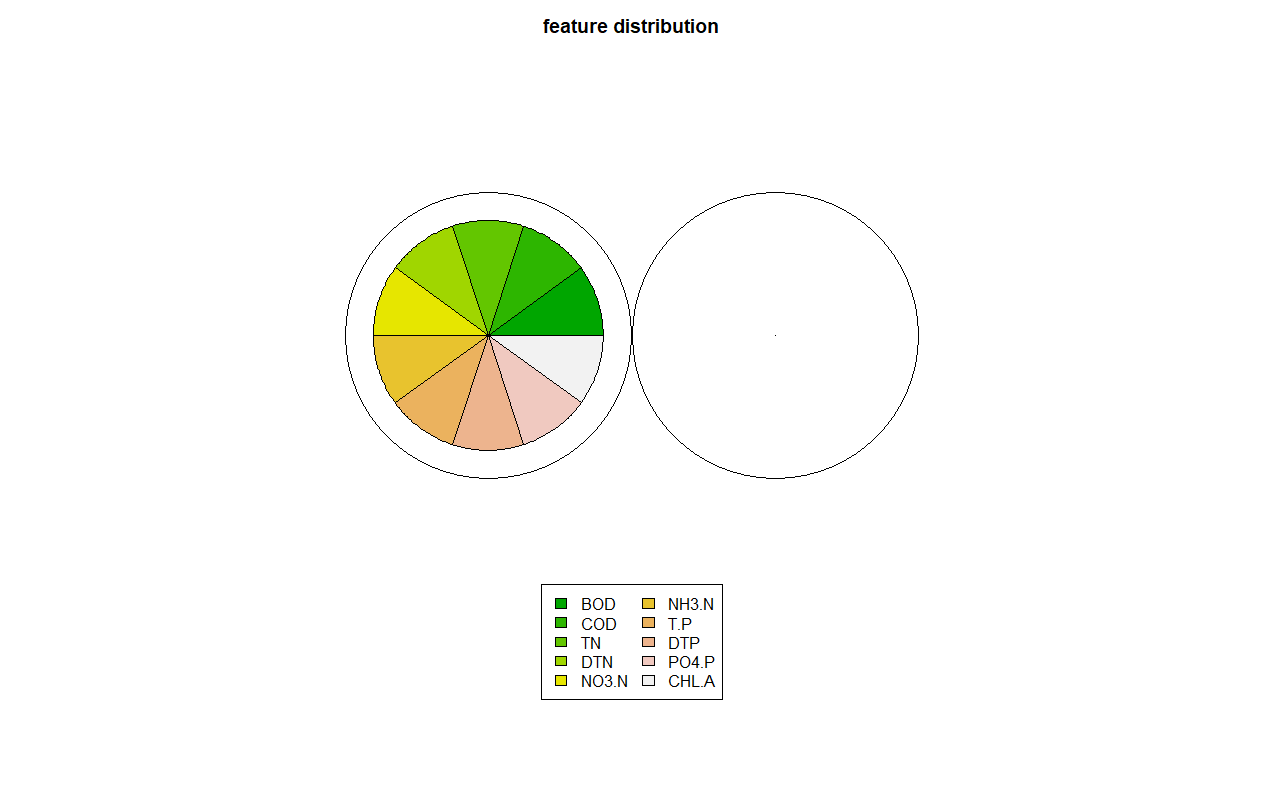 feature distribution
BOD
COD
TN
DTN
NO3.N
NH3.N
T.P
DTP
PO4.P
CHL.A